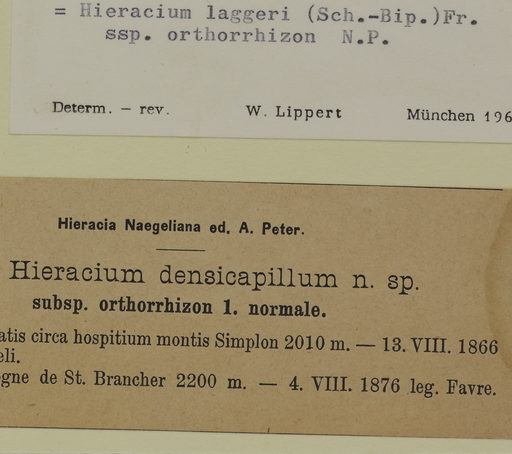 = Hieracium laggeri (Sch.-Bip.)Fr.
ssp. orthorrhizon N.P.
Determ. — rev. W. Lippert München 196
Hieracia Naegeliana ed. A. Peter.
Hieracium densicapillum n. sp.
subsp. orthorrhizon 1. normale.
atis circa hospitium montis Simplon 2010 m. — 13. VIII. 1866
eli.
gne de St. Brancher 2200 m. — 4. VIII. 1876 leg. Favre.